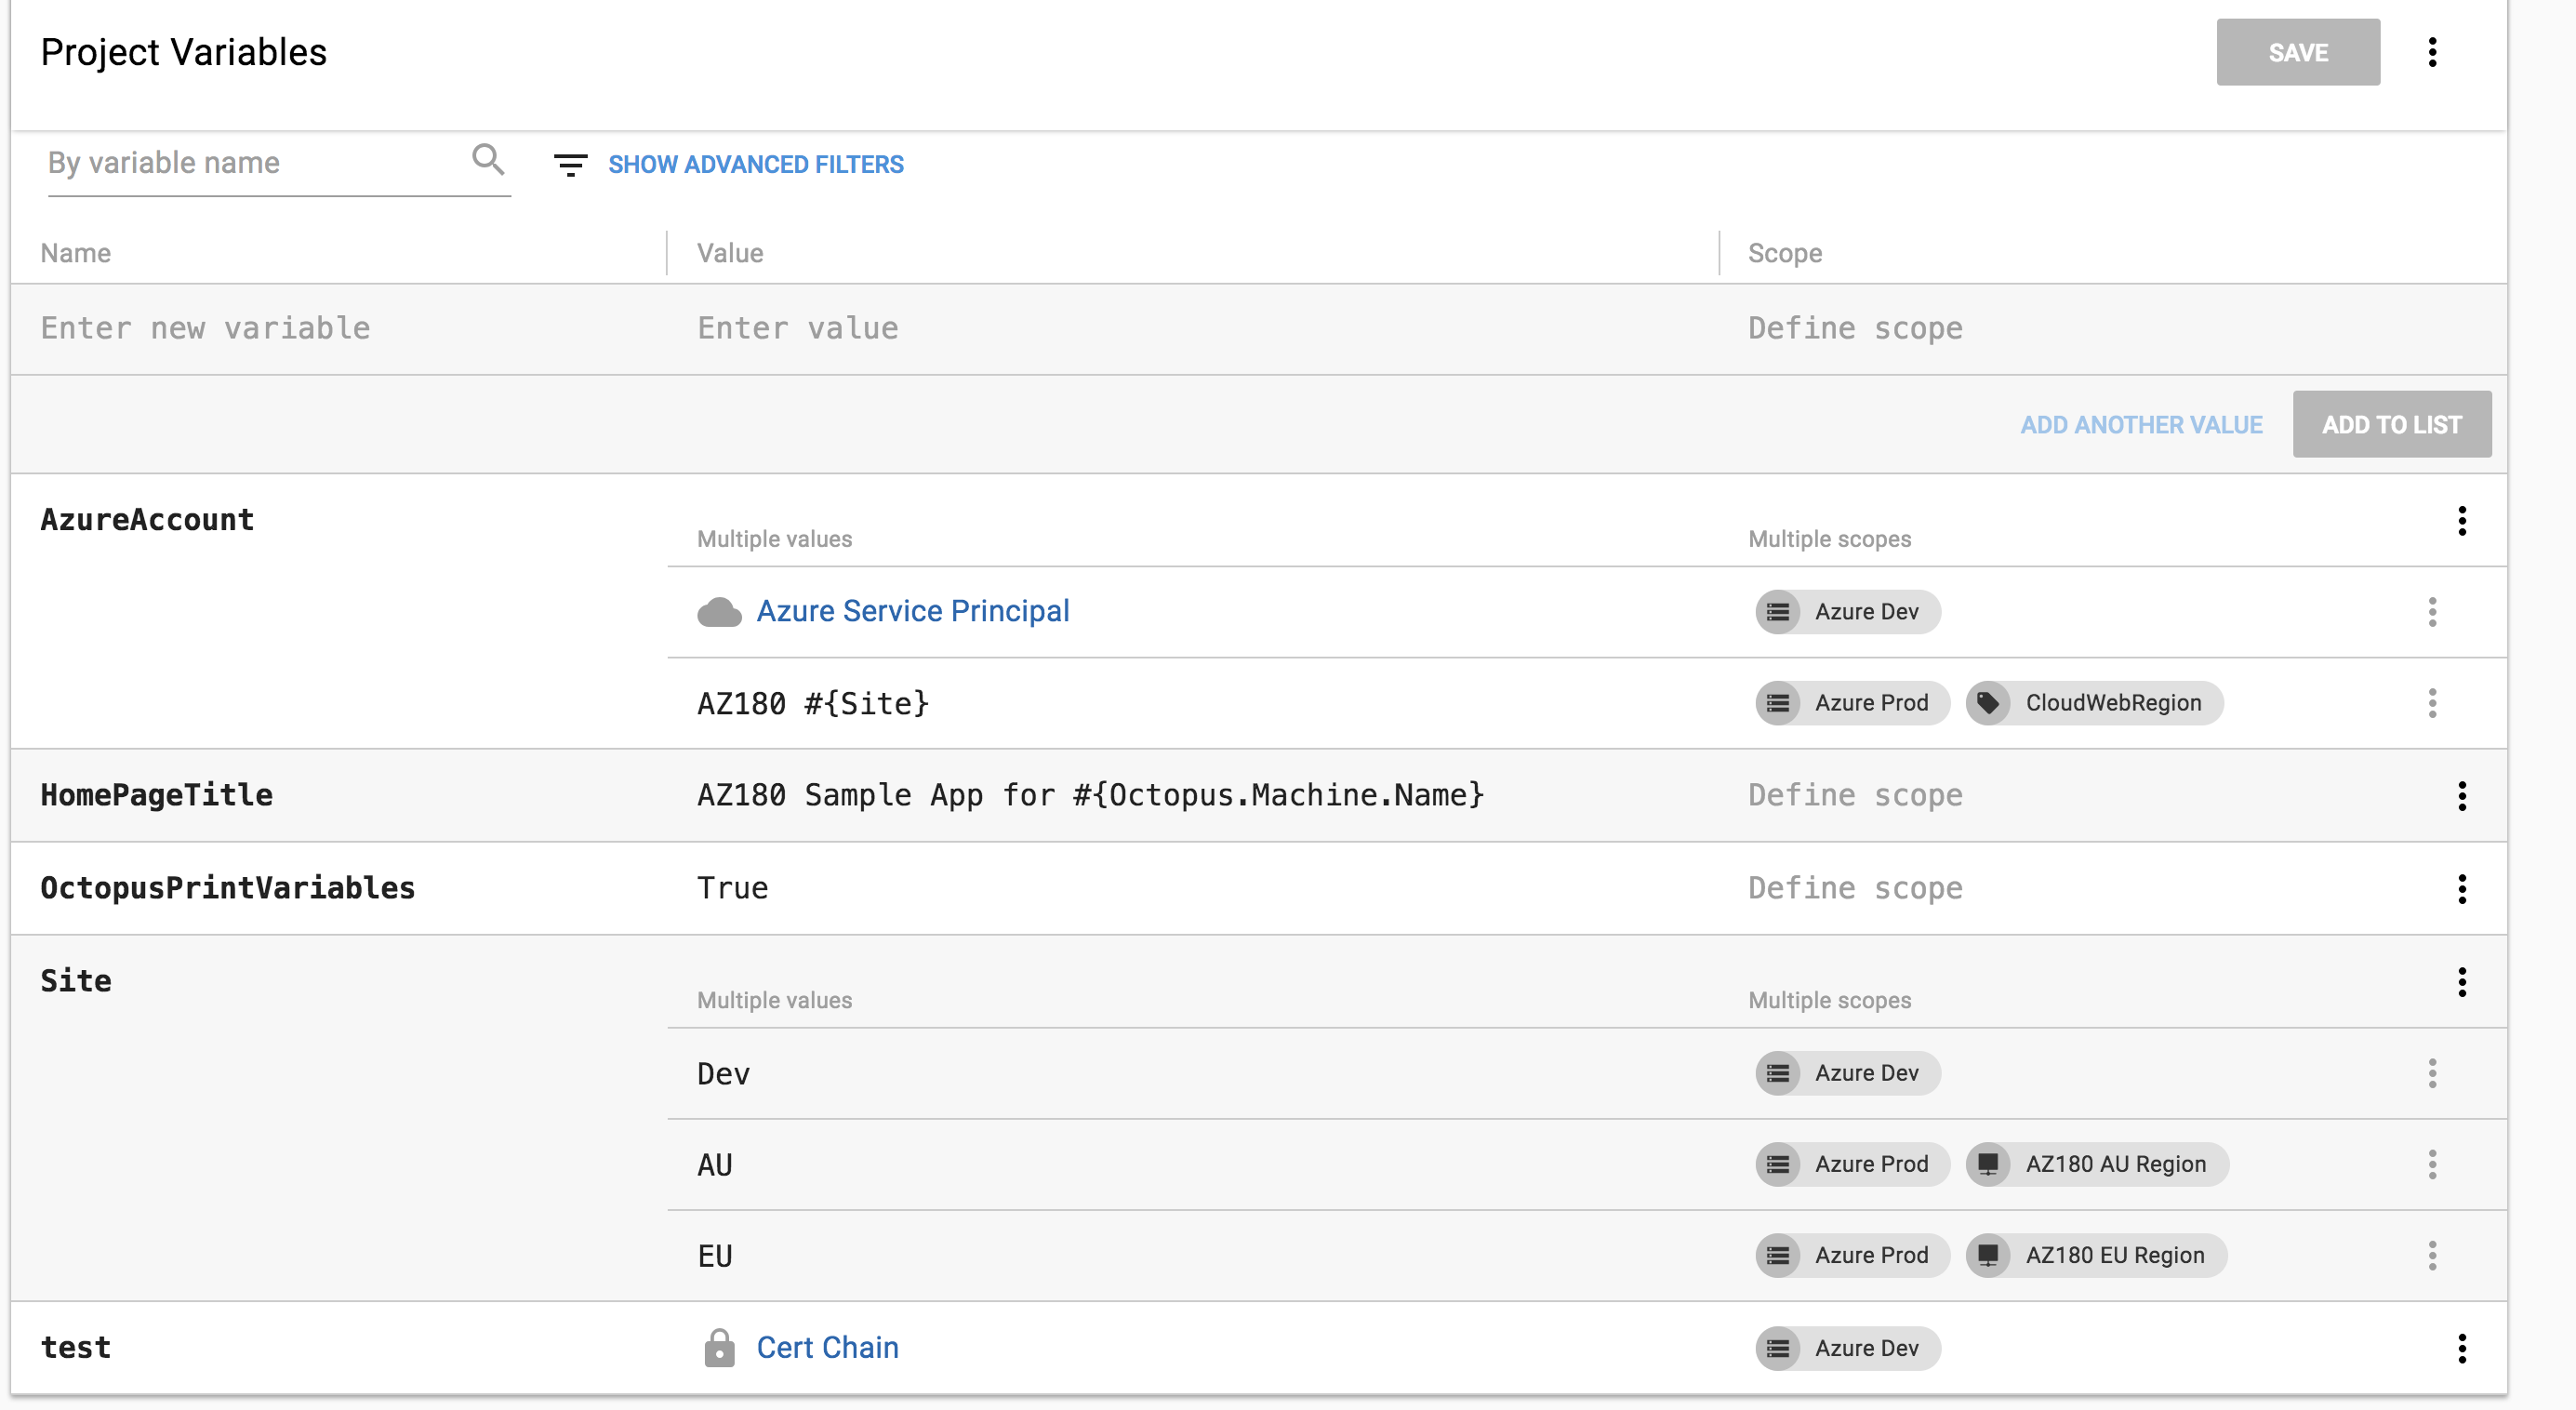 Project Variables
SAVE
By variable name
SHOW ADVANCED FILTERS
Name Value Scope
Enter new variable Enter value Define scope
ADD ANOTHER VALUE ADD TO LIST
AzureAccount
Multiple values Multiple scopes
Azure Service Principal Azure Dev
AZ180 #{Site} Azure Prod CloudWebRegion
HomePageTitle AZ180 Sample App for #{Octopus.Machine.Name} Define scope
OctopusPrintVariables True Define scope
Site
Multiple values Multiple scopes
Dev Azure Dev
AU Azure Prod AZ180 AU Region
EU Azure Prod AZ180 EU Region
test Cert Chain Azure Dev